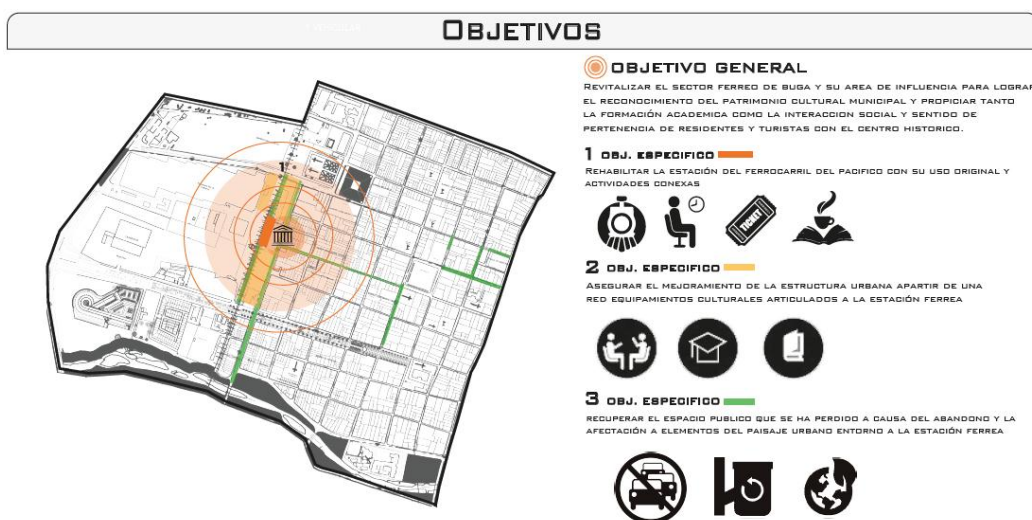 OBJETIVOS
OBJETIVO GENERAL
REVITALIZAR EL SECTOR FERREO DE BUGA Y SU AREA DE INFLUENCIA PARA LOGRAR
EL RECONOCIMIENTO DEL PATRIMONIO CULTURAL MUNICIPAL Y PROPICIAR TANTO
LA FORMACIÓN ACADEMICA COMO LA INTERACCION SOCIAL Y SENTIDO DE
PERTENENCIA DE RESIDENTES Y TURISTAS CON EL CENTRO HISTORICO.
1 OBJ. ESPECIFICO
REHABILITAR LA ESTACIÓN DEL FERROCARRIL DEL PACIFICO CON SU USO ORIGINAL Y
ACTIVIDADES CONEXAS
TICKET
2 OBJ. ESPECIFICO
ASEGURAR EL MEJORAMIENTO DE LA ESTRUCTURA URBANA APARTIR DE UNA
RED EQUIPAMIENTOS CULTURALES ARTICULADOS A LA ESTACIÓN FERREA
3 OBJ. ESPECIFICO
RECUPERAR EL ESPACIO PUBLICO QUE SE HA PERDIDO A CAUSA DEL ABANDONO Y LA
AFECTACIÓN A ELEMENTOS DEL PAISAJE URBANO ENTORNO A LA ESTACIÓN FERREA
1